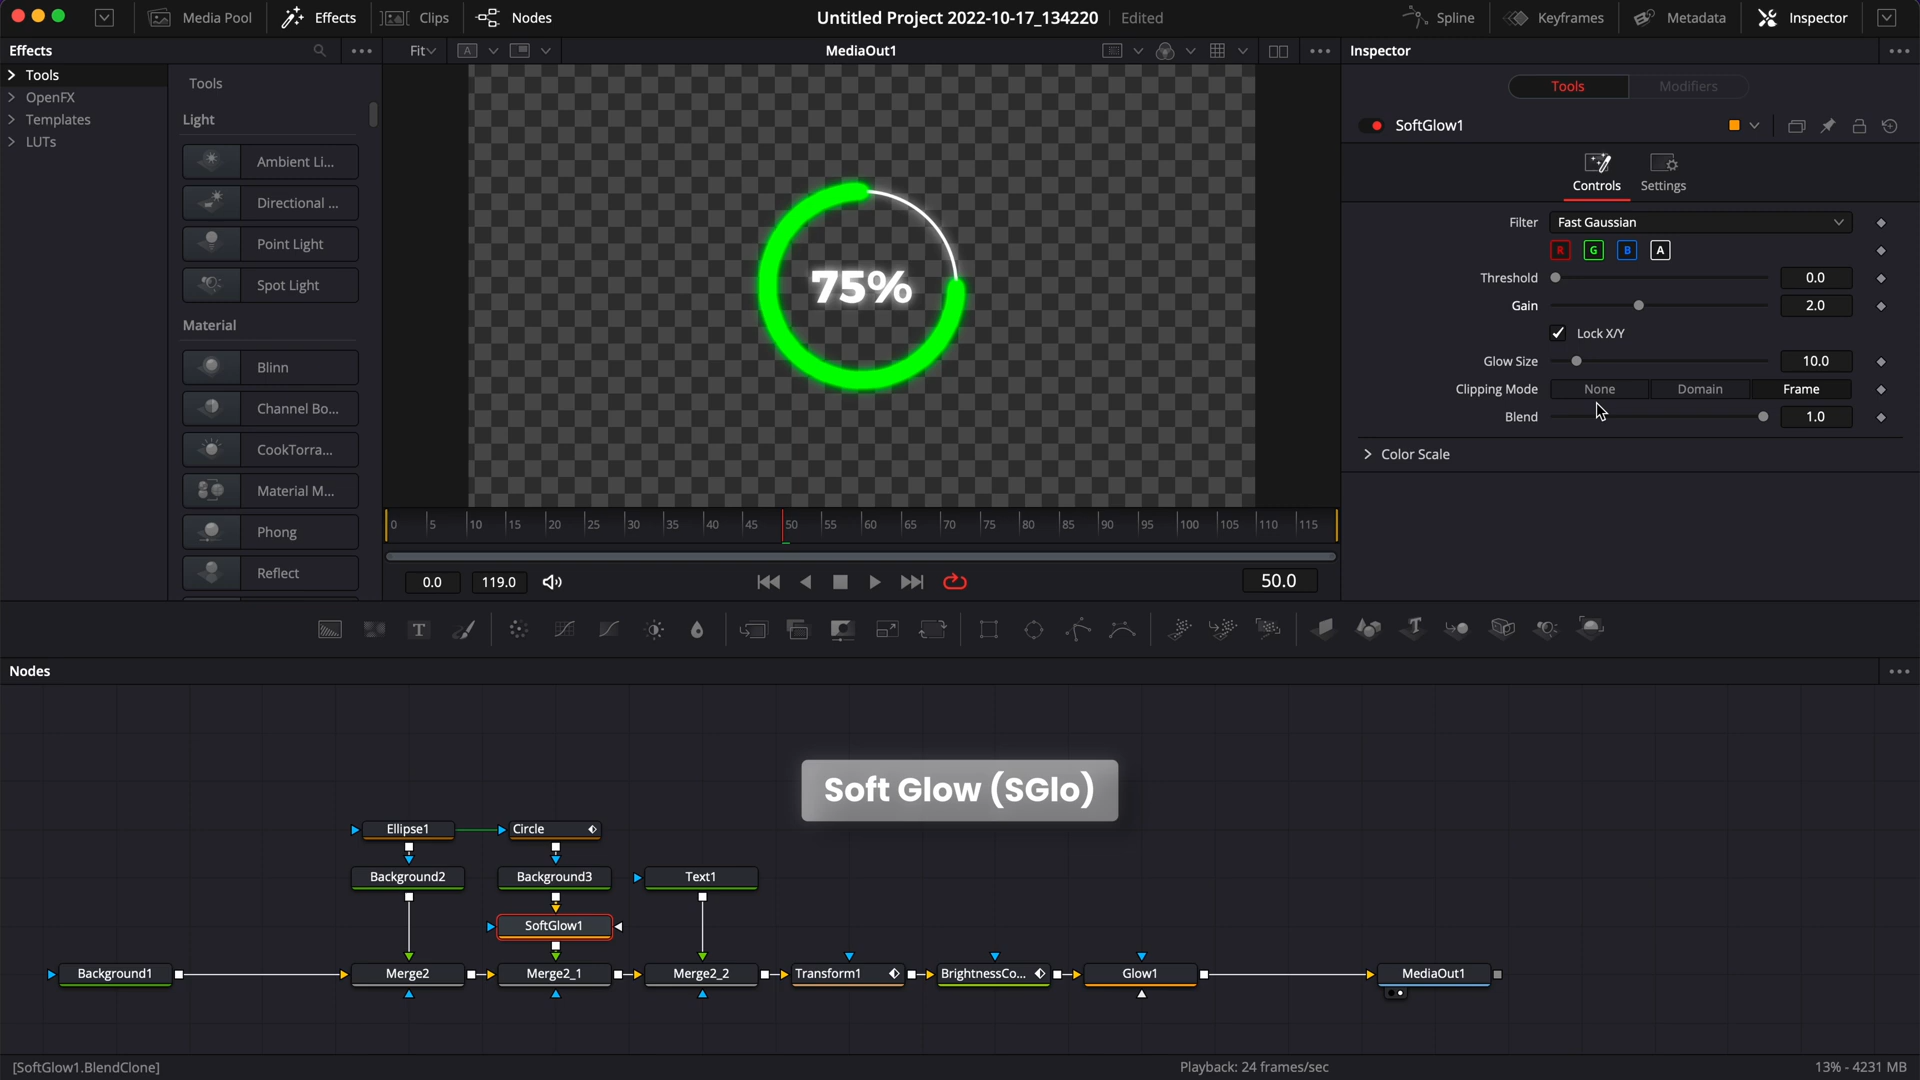 Media Pool
Effects
Clips
Nodes
Untitled Project 2022-10-17_134220
Edited
Spline
Keyframes
Metadata
Inspector
Effects
Fit
A
MediaOut1
Inspector
Tools
OpenFX
Templates
LUTs
Tools
Light
Ambient Li...
Directional ...
Point Light
Spot Light
Material
Blinn
Channel Bo...
CookTorra...
Material M...
Phong
Reflect
75%
Tools
Modifiers
SoftGlow1
Controls
Settings
Filter
Fast Gaussian
R
G
B
A
Threshold
0.0
Gain
2.0
Lock X/Y
Glow Size
10.0
Clipping Mode
None
Domain
Frame
Blend
1.0
Color Scale
0 5 10 15 20 25 30 35 40 45 50 55 60 65 70 75 80 85 90 95 100 105 110 115
0.0
119.0
50.0
T
T
Nodes
Soft Glow (SGlo)
Ellipse1
Circle
Background2
Background3
Text1
SoftGlow1
Background1
Merge2
Merge2_1
Merge2_2
Transform1
BrightnessCo...
Glow1
MediaOut1
[SoftGlow1.BlendClone]
Playback: 24 frames/sec
13% - 4231 MB